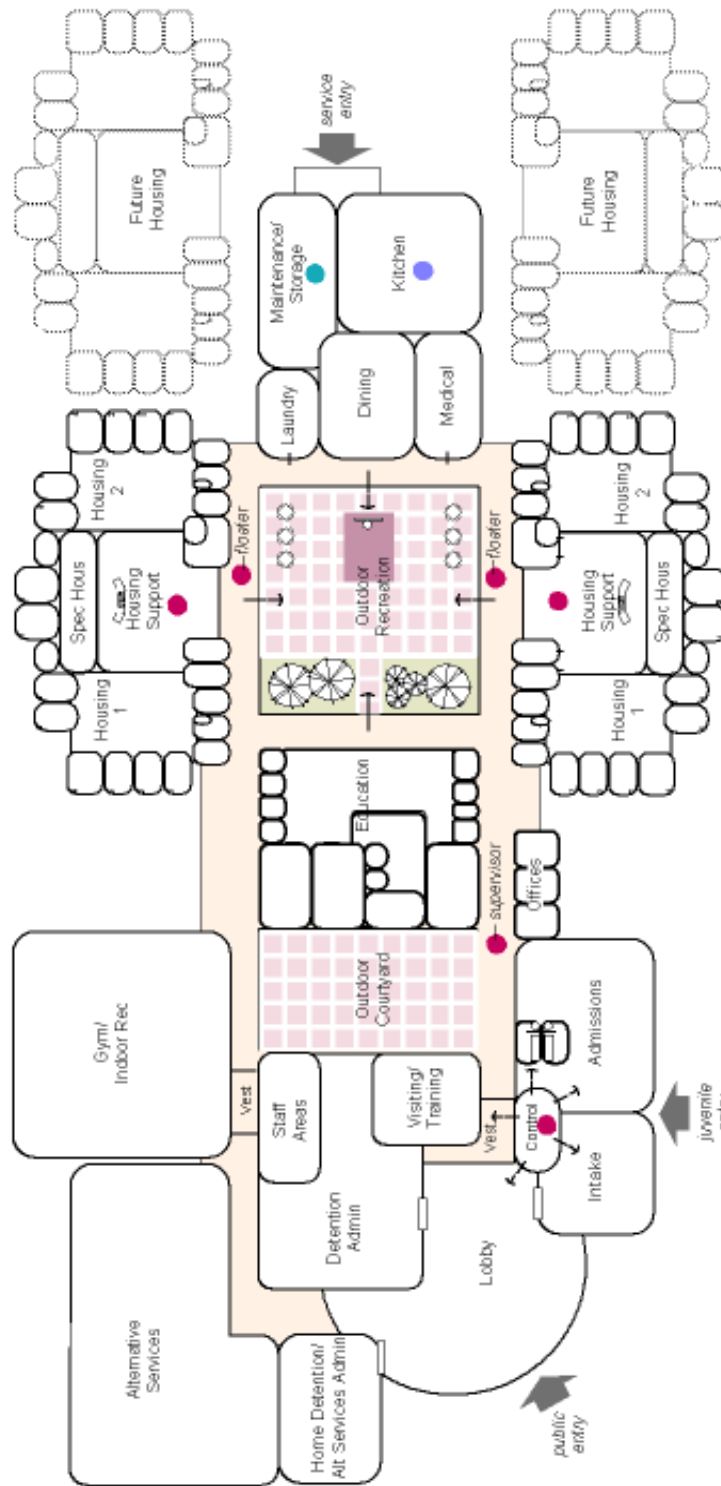 Alternative
Services
Gym/
Indoor Rec
Housing
1
Spec Hous
Housing
Support
Housing
2
Future
Housing
Home Detention/
Alt Services Admin
Vest
floater
Detention
Admin
Staff
Areas
Outdoor
Courtyard
Education
Outdoor
Recreation
Laundry
Dining
Medical
Maintenance/
Storage
Kitchen
service
entry
Visiting/
Training
Lobby
Vest
supervisor
floater
public
entry
Control
Intake
Admissions
Offices
juvenile
Housing
1
Housing
Support
Spec Hous
Housing
2
Future
Housing